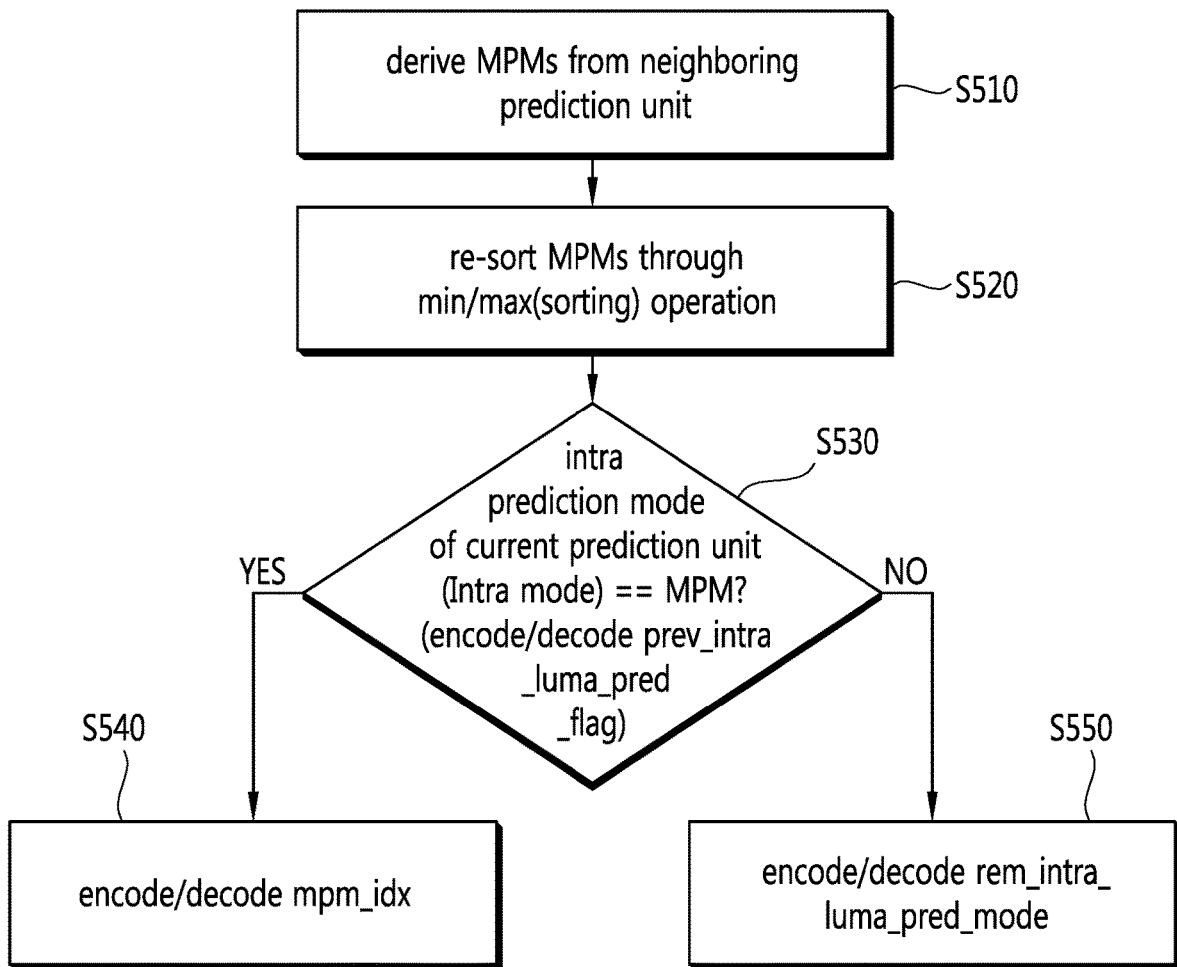 derive MPMs from neighboring
prediction unit
S510
re-sort MPMs through
min/max(sorting) operation
S520
intra
prediction mode
of current prediction unit
(Intra mode) == MPM?
(encode/decode prev_intra
_luma_pred
_flag)
S530
YES
NO
S540
encode/decode mpm_idx
S550
encode/decode rem_intra_
luma_pred_mode